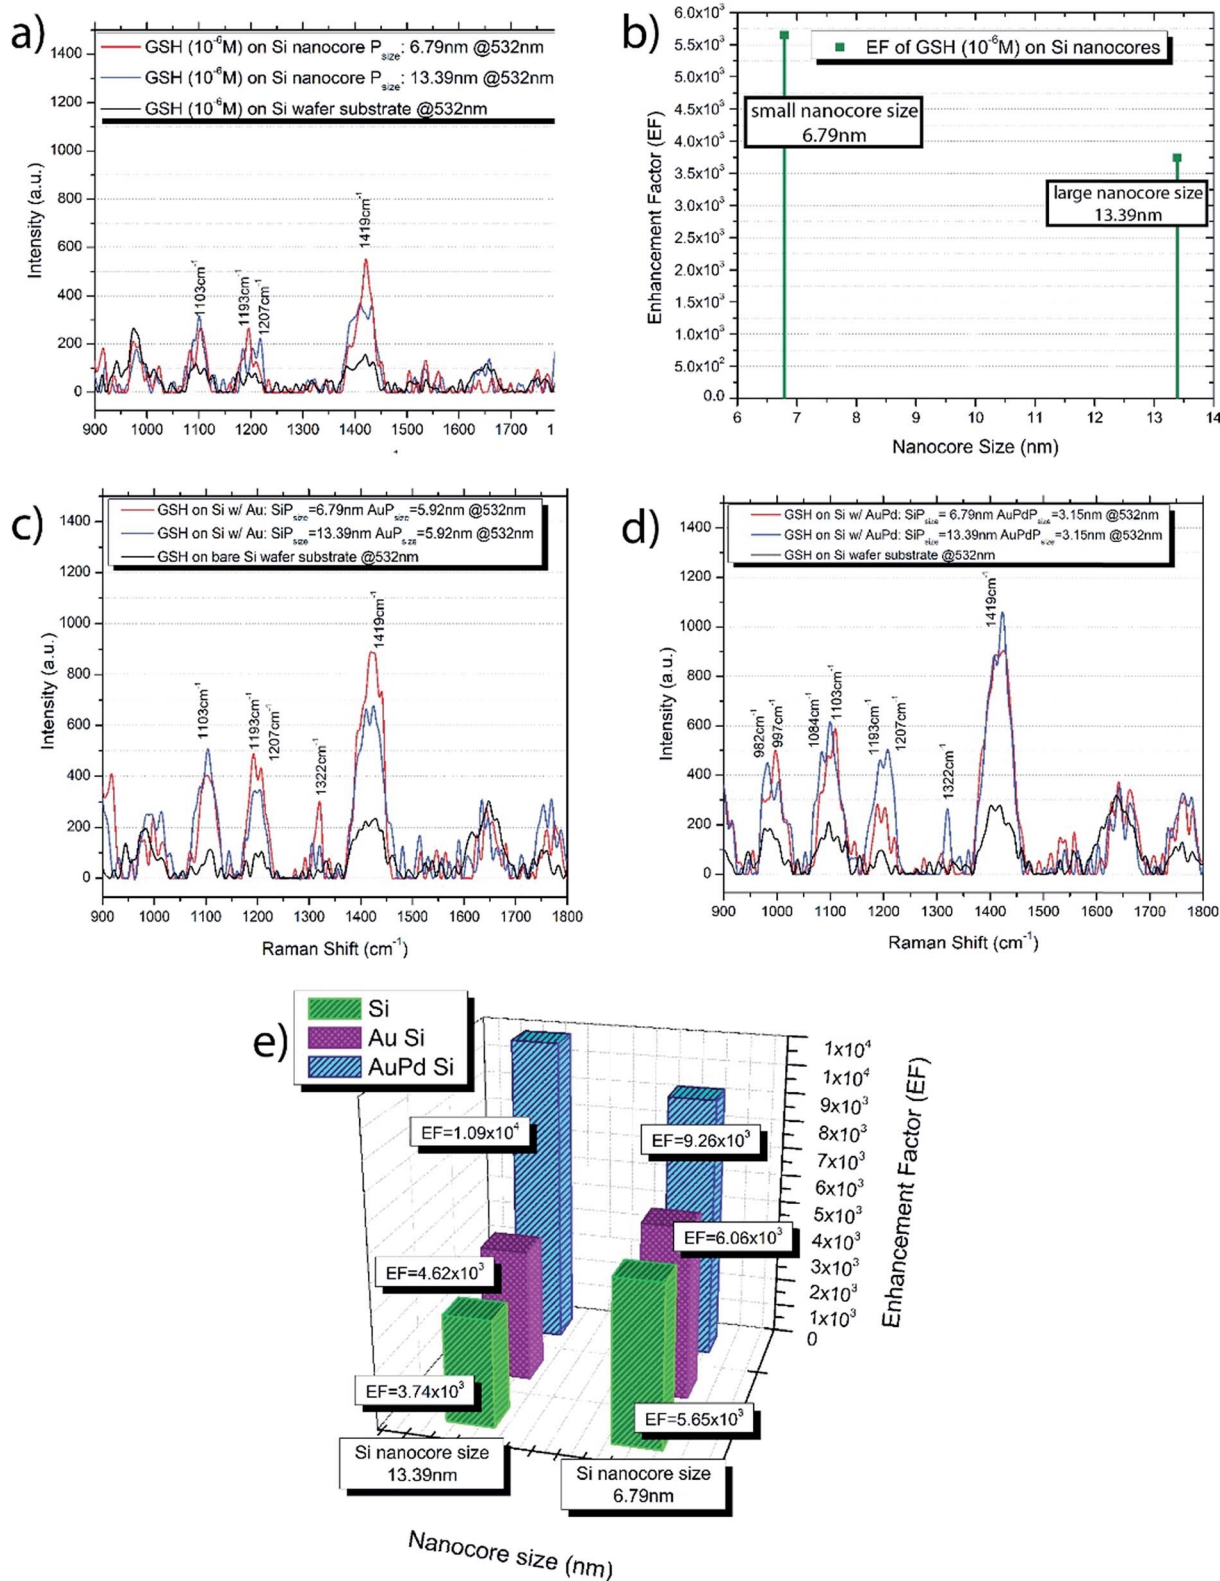 a)
GSH (10⁻⁶M) on Si nanocore P_size: 6.79nm @532nm
GSH (10⁻⁶M) on Si nanocore P_size: 13.39nm @532nm
GSH (10⁻⁶M) on Si wafer substrate @532nm
Intensity (a.u.)
1400
1200
1000
800
600
400
200
0
1103cm⁻¹
1193cm⁻¹
1207cm⁻¹
1419cm⁻¹
900 1000 1100 1200 1300 1400 1500 1600 1700
b)
EF of GSH (10⁻⁶M) on Si nanocores
small nanocore size
6.79nm
large nanocore size
13.39nm
Enhancement Factor (EF)
6.0x10³
5.5x10³
5.0x10³
4.5x10³
4.0x10³
3.5x10³
3.0x10³
2.5x10³
2.0x10³
1.5x10³
1.0x10³
5.0x10²
0.0
6 7 8 9 10 11 12 13 14
Nanocore Size (nm)
c)
GSH on Si w/ Au: SiP_size=6.79nm AuP_size=5.92nm @532nm
GSH on Si w/ Au: SiP_size=13.39nm AuP_size=5.92nm @532nm
GSH on bare Si wafer substrate @532nm
Intensity (a.u.)
1400
1200
1000
800
600
400
200
0
1103cm⁻¹
1193cm⁻¹
1207cm⁻¹
1322cm⁻¹
1419cm⁻¹
900 1000 1100 1200 1300 1400 1500 1600 1700 1800
Raman Shift (cm⁻¹)
d)
GSH on Si w/ AuPd: SiP_size= 6.79nm AuPdP_size=3.15nm @532nm
GSH on Si w/ AuPd: SiP_size=13.39nm AuPdP_size=3.15nm @532nm
GSH on Si wafer substrate @532nm
Intensity (a.u.)
1400
1200
1000
800
600
400
200
0
982cm⁻¹
997cm⁻¹
1084cm⁻¹
1103cm⁻¹
1193cm⁻¹
1207cm⁻¹
1322cm⁻¹
1419cm⁻¹
900 1000 1100 1200 1300 1400 1500 1600 1700 1800
Raman Shift (cm⁻¹)
e)
Si
Au Si
AuPd Si
EF=1.09x10⁴
EF=9.26x10³
EF=4.62x10³
EF=6.06x10³
EF=3.74x10³
EF=5.65x10³
1x10⁴
1x10⁴
9x10³
8x10³
7x10³
6x10³
5x10³
4x10³
3x10³
2x10³
1x10³
0
Enhancement Factor (EF)
Si nanocore size
13.39nm
Si nanocore size
6.79nm
Nanocore size (nm)